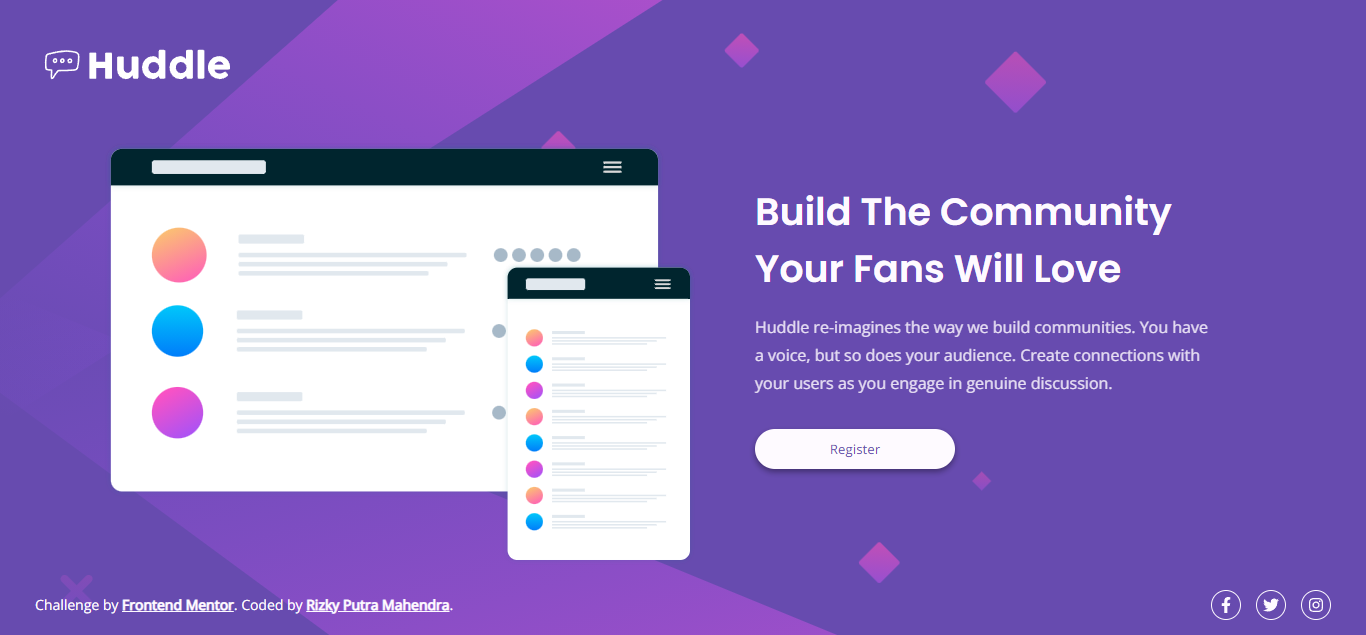 Huddle
Build The Community
Your Fans Will Love
Huddle re-imagines the way we build communities. You have
a voice, but so does your audience. Create connections with
your users as you engage in genuine discussion.
Register
Challenge by Frontend Mentor. Coded by Rizky Putra Mahendra.